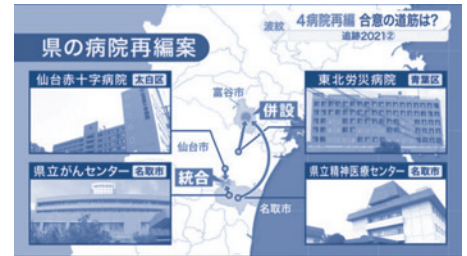 波紋 4病院再編 合意の道筋は?
追跡2021②
県の病院再編案
仙台赤十字病院 太白区
東北労災病院 青葉区
富谷市
併設
仙台市
県立がんセンター 名取市
統合
県立精神医療センター 名取市
名取市